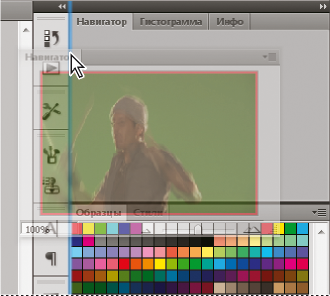 Навигатор Гистограмма Инфо
Навигатор
Образцы Стили
100%